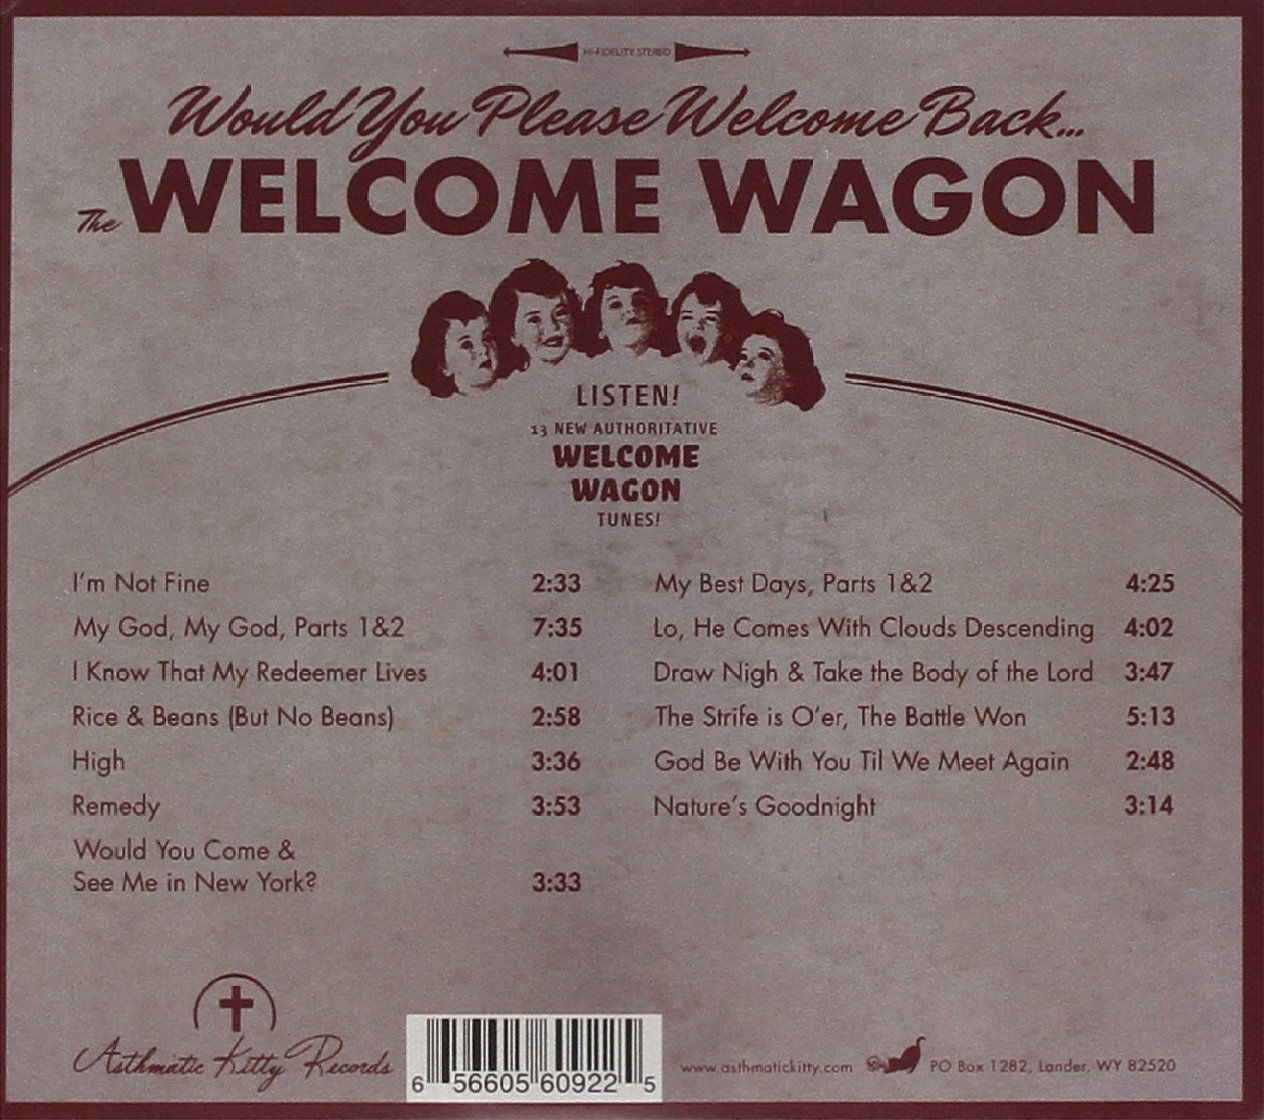 HI-FIDELITY STEREO
Would You Please Welcome Back...
The WELCOME WAGON
LISTEN!
13 NEW AUTHORITATIVE
WELCOME
WAGON
TUNES!
I'm Not Fine 2:33
My God, My God, Parts 1&2 7:35
I Know That My Redeemer Lives 4:01
Rice & Beans (But No Beans) 2:58
High 3:36
Remedy 3:53
Would You Come &
See Me in New York? 3:33
My Best Days, Parts 1&2 4:25
Lo, He Comes With Clouds Descending 4:02
Draw Nigh & Take the Body of the Lord 3:47
The Strife is O'er, The Battle Won 5:13
God Be With You Til We Meet Again 2:48
Nature's Goodnight 3:14
Asthmatic Kitty Records
6 56605 60922 5
www.asthmatickitty.com
PO Box 1282, Lander, WY 82520